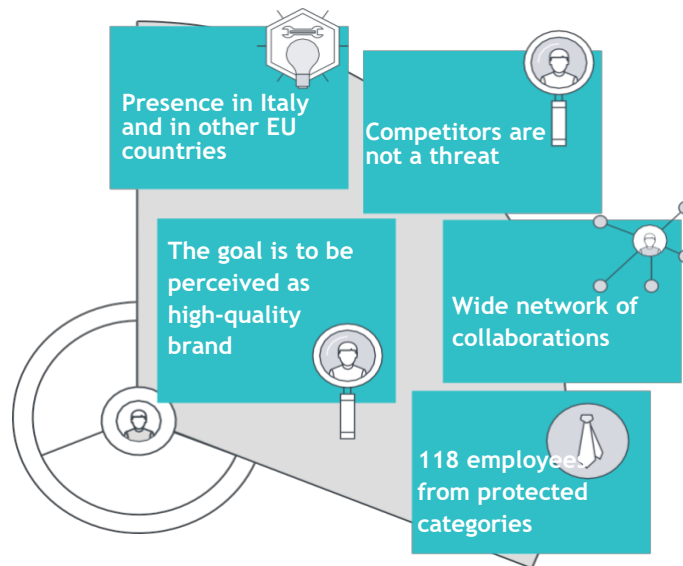 Presence in Italy
and in other EU
countries
Competitors are
not a threat
The goal is to be
perceived as
high-quality
brand
Wide network of
collaborations
118 employees
from protected
categories